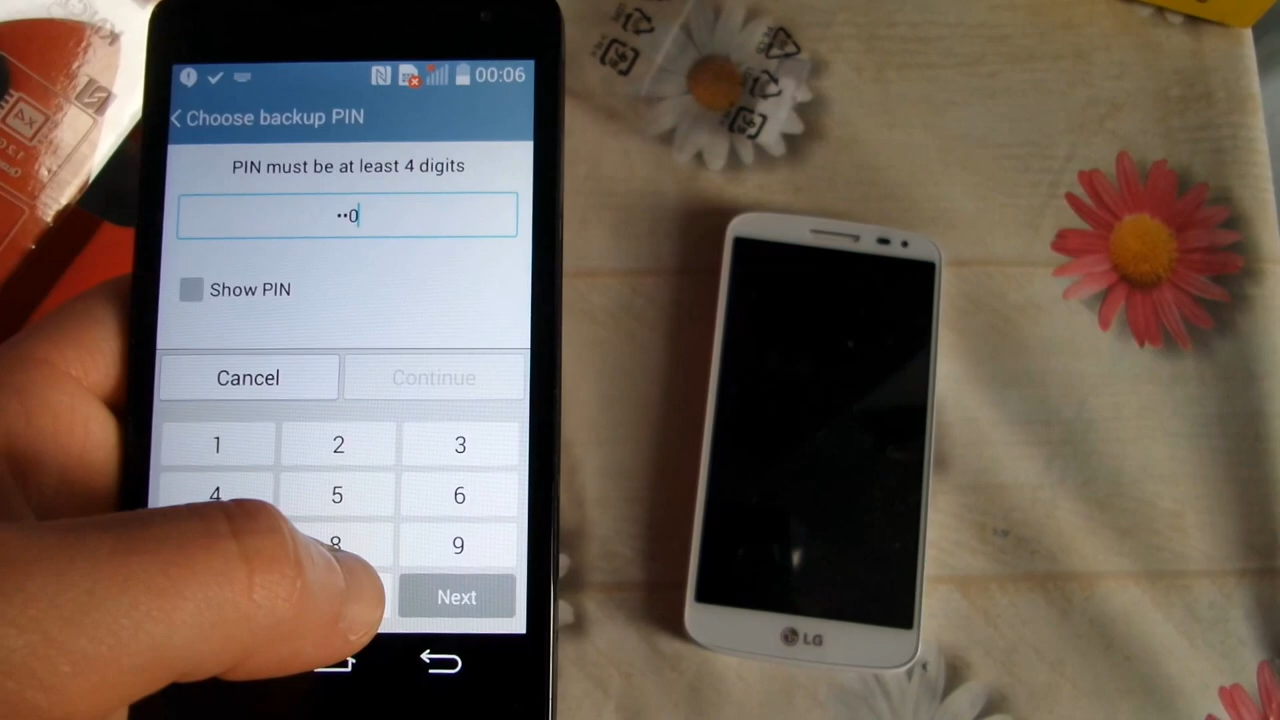 00:06
Choose backup PIN
PIN must be at least 4 digits
••0
Show PIN
Cancel
Continue
1
2
3
4
5
6
8
9
Next
LG